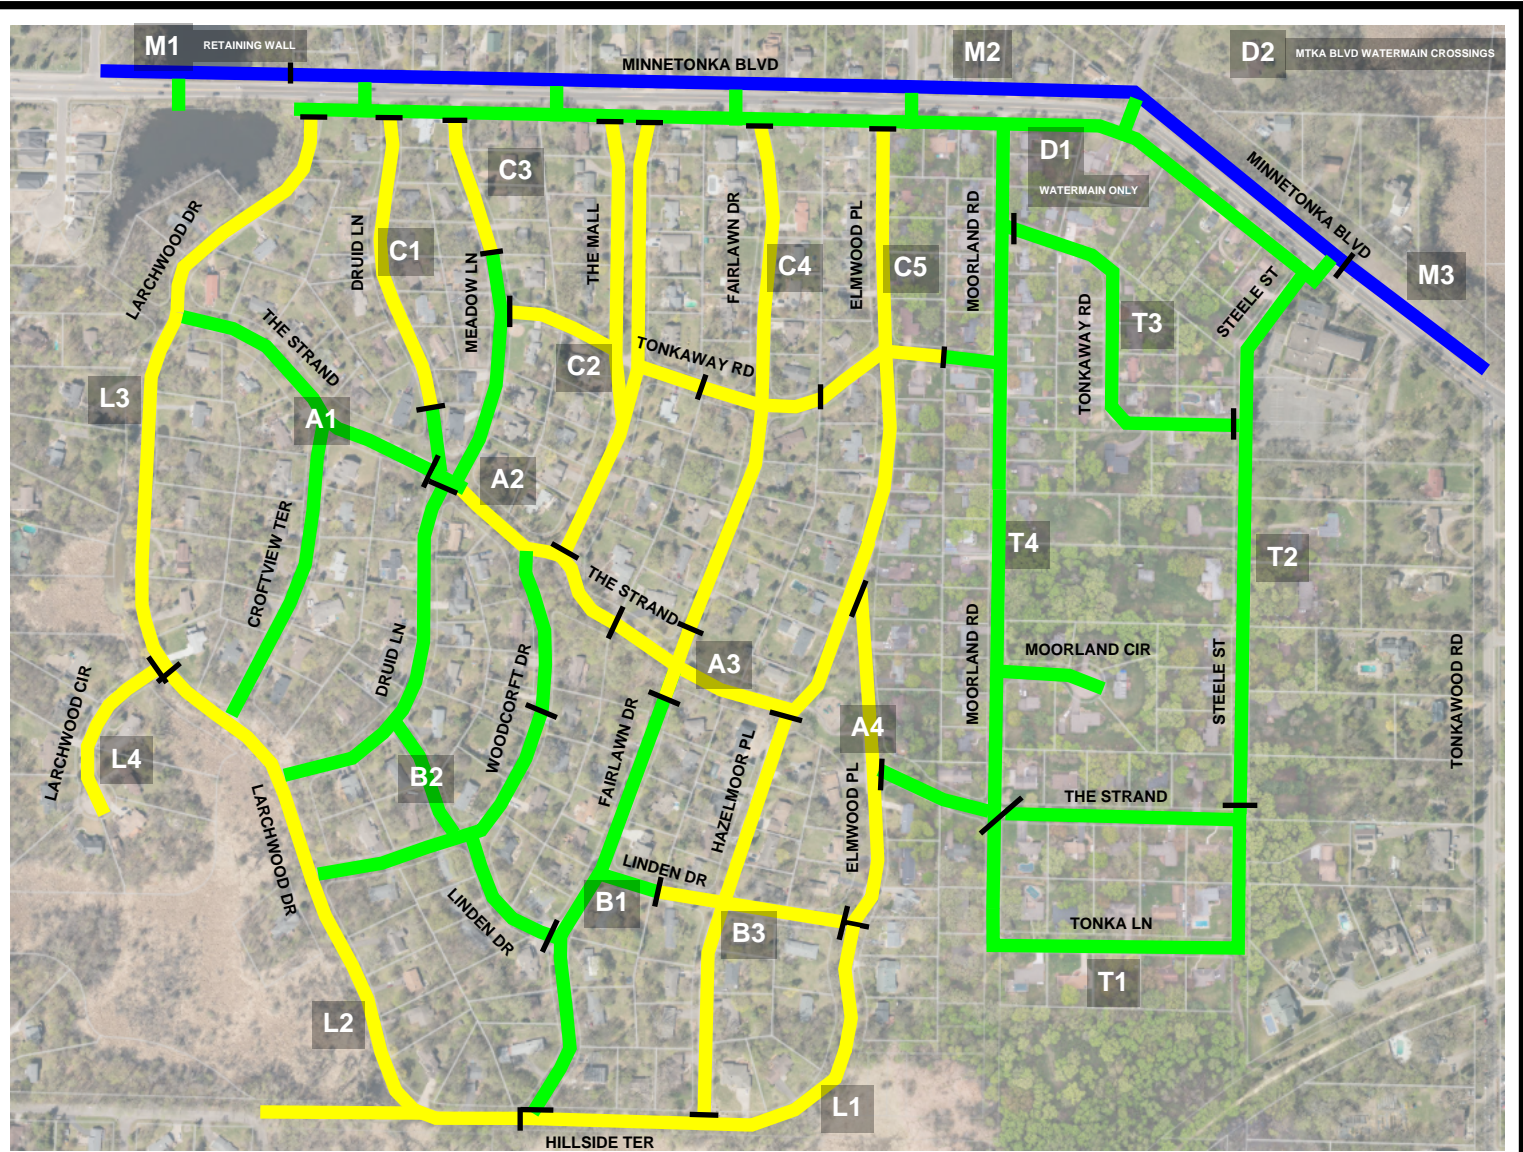 M1
RETAINING WALL
MINNETONKA BLVD
M2
D2
MTKA BLVD WATERMAIN CROSSINGS
D1
WATERMAIN ONLY
MINNETONKA BLVD
C3
LARCHWOOD DR
DRUID LN
C1
MEADOW LN
THE MALL
FAIRLAWN DR
C4
ELMWOOD PL
C5
MOORLAND RD
M3
STEELE ST
T3
TONKAWAY RD
THE STRAND
C2
TONKAWAY RD
L3
A1
A2
CROFTVIEW TER
T4
T2
THE STRAND
DRUID LN
WOODCORFT DR
A3
MOORLAND RD
MOORLAND CIR
STEELE ST
TONKAWOOD RD
LARCHWOOD CIR
L4
B2
FAIRLAWN DR
HAZELMOOR PL
A4
ELMWOOD PL
THE STRAND
LARCHWOOD DR
LINDEN DR
B1
LINDEN DR
B3
TONKA LN
T1
L2
L1
HILLSIDE TER